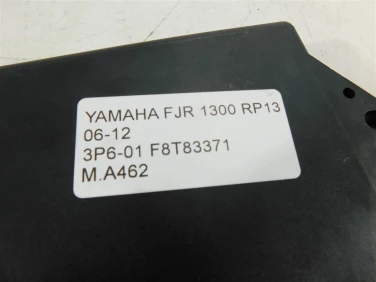 YAMAHA FJR 1300 RP13
06-12
3P6-01 F8T83371
M.A462